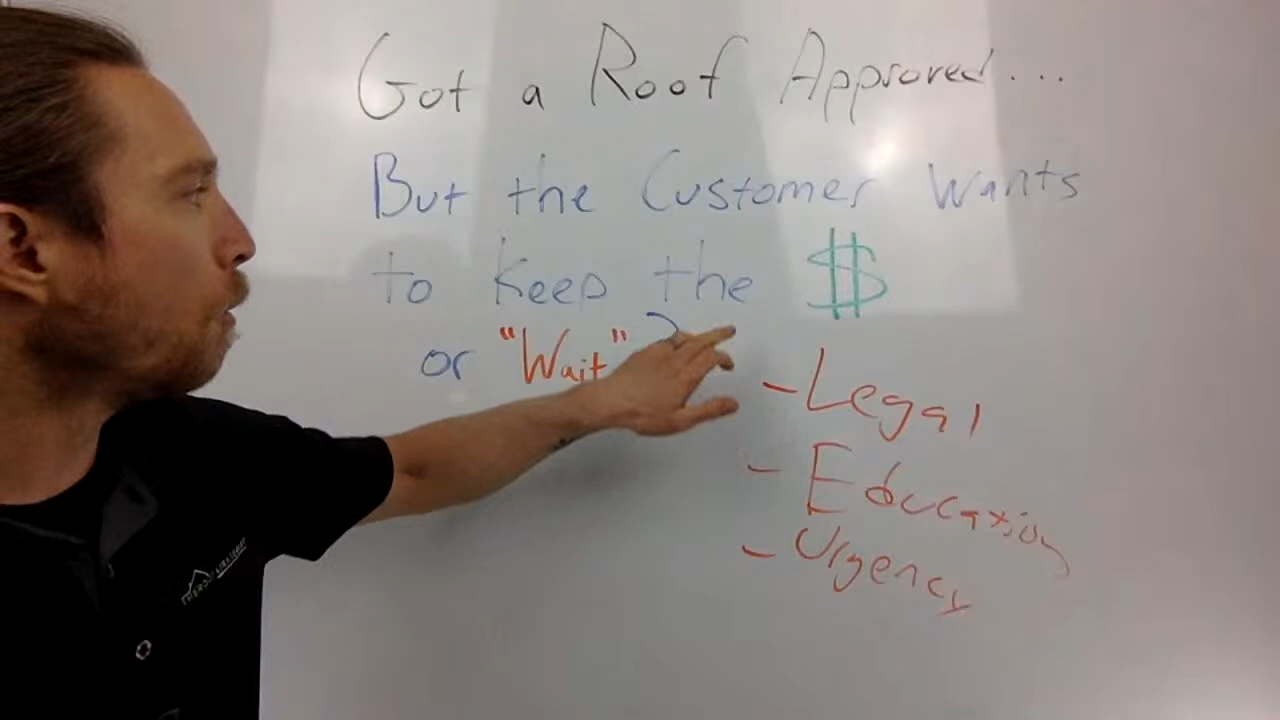 Got a Roof Approved...
But the Customer Wants
to Keep the $
or "Wait"?
- Legal
- Education
- Urgency